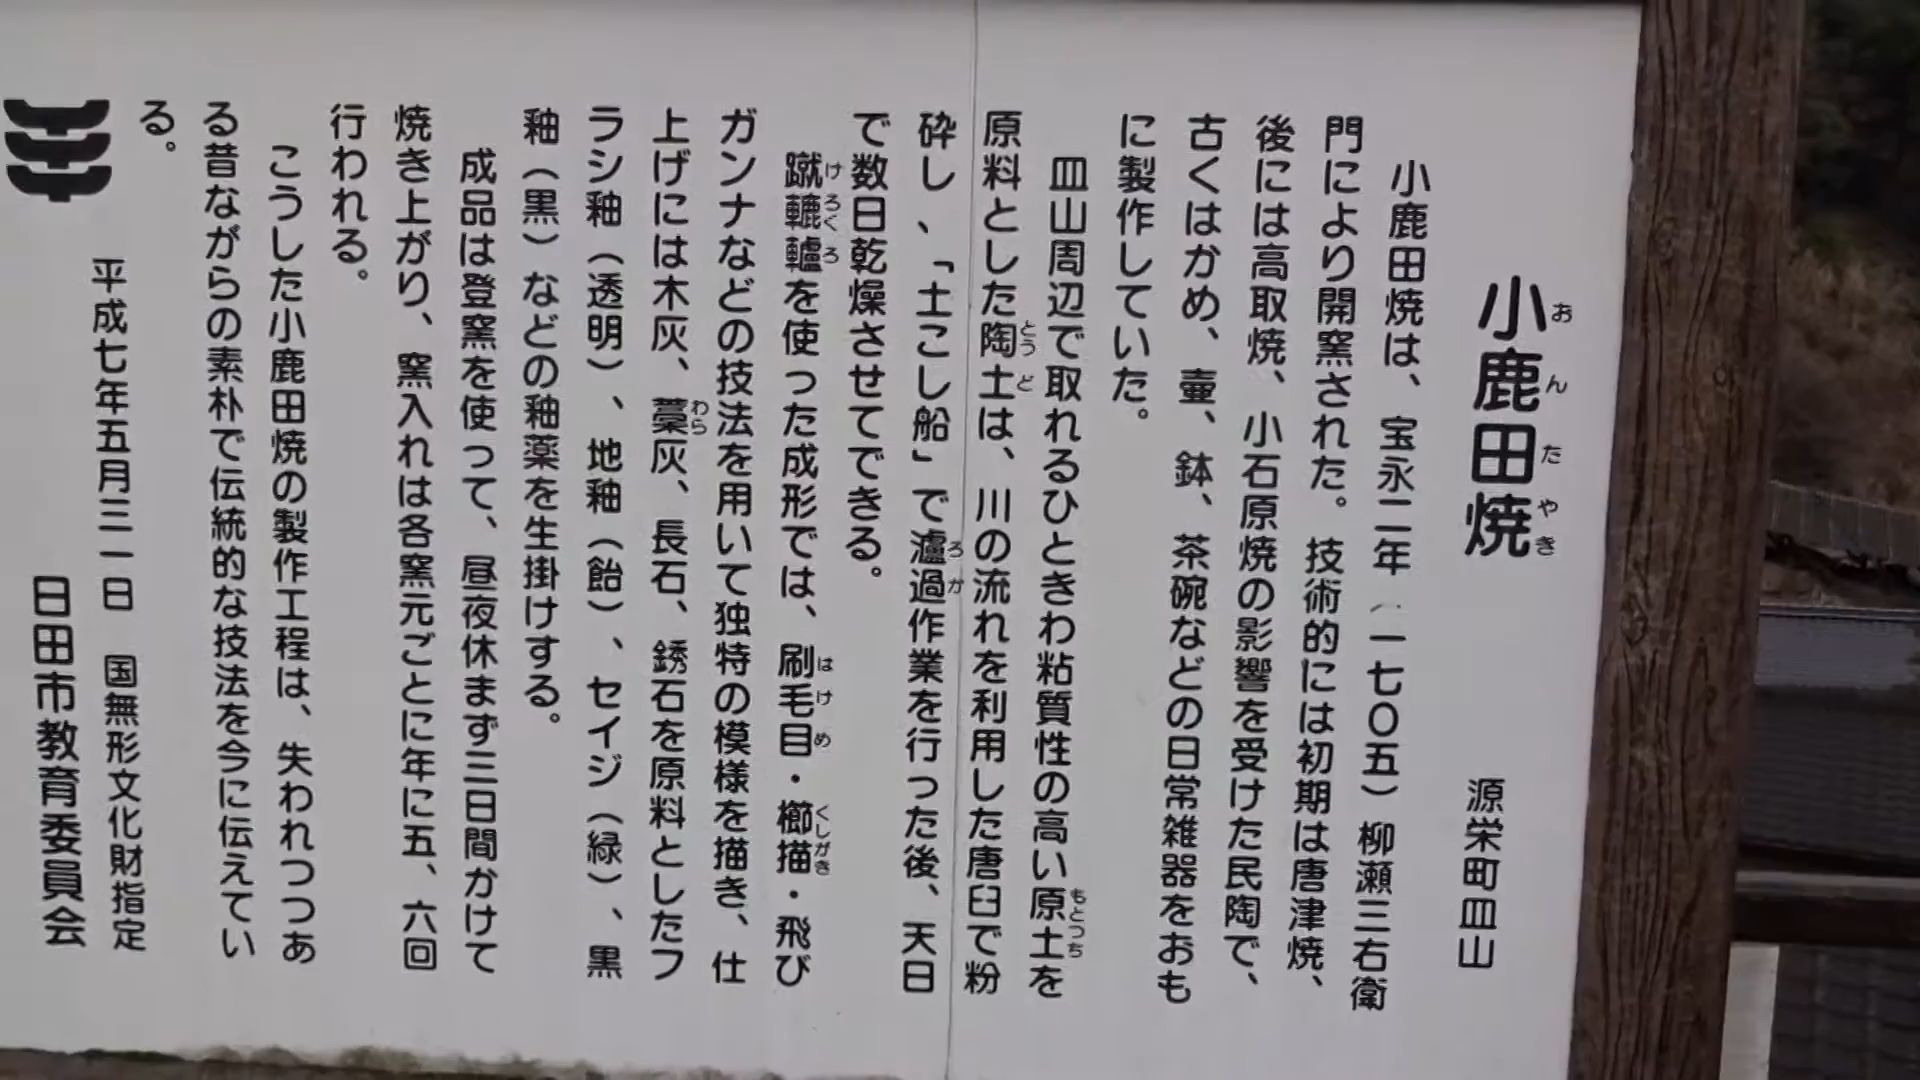 小鹿田焼
源栄町皿山
小鹿田焼は、宝永二年（一七〇五）柳瀬三右衛
門により開窯された。技術的には初期は唐津焼、
後には高取焼、小石原焼の影響を受けた民陶で、
古くはかめ、壷、鉢、茶碗などの日常雑器をおも
に製作していた。
皿山周辺で取れるひときわ粘質性の高い原土を
原料とした陶土は、川の流れを利用した唐臼で粉
砕し、「土こし船」で濾過作業を行った後、天日
で数日乾燥させてできる。
蹴轆轤を使った成形では、刷毛目・櫛描・飛び
ガンナなどの技法を用いて独特の模様を描き、仕
上げには木灰、藁灰、長石、銹石を原料としたフ
ラシ釉（透明）、地釉（飴）、セイジ（緑）、黒
釉（黒）などの釉薬を生掛けする。
成品は登窯を使って、昼夜休まず三日間かけて
焼き上がり、窯入れは各窯元ごとに年に五、六回
行われる。
こうした小鹿田焼の製作工程は、失われつつあ
る昔ながらの素朴で伝統的な技法を今に伝えてい
る。
平成七年五月三一日　国無形文化財指定
日田市教育委員会